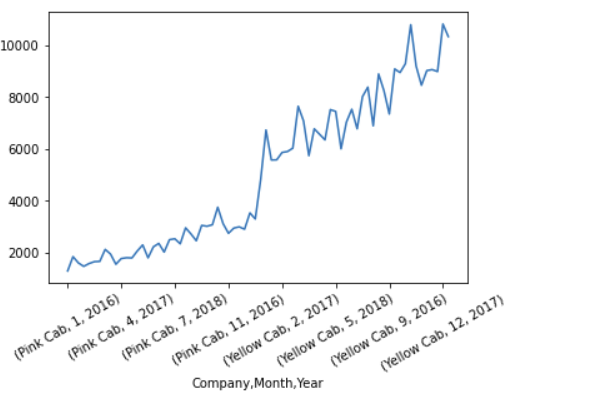 10000
8000
6000
4000
2000
(Pink Cab, 1, 2016)
(Pink Cab, 4, 2017)
(Pink Cab, 7, 2018)
(Pink Cab, 11, 2016)
(Yellow Cab, 2, 2017)
(Yellow Cab, 5, 2018)
(Yellow Cab, 9, 2016)
(Yellow Cab, 12, 2017)
Company,Month,Year